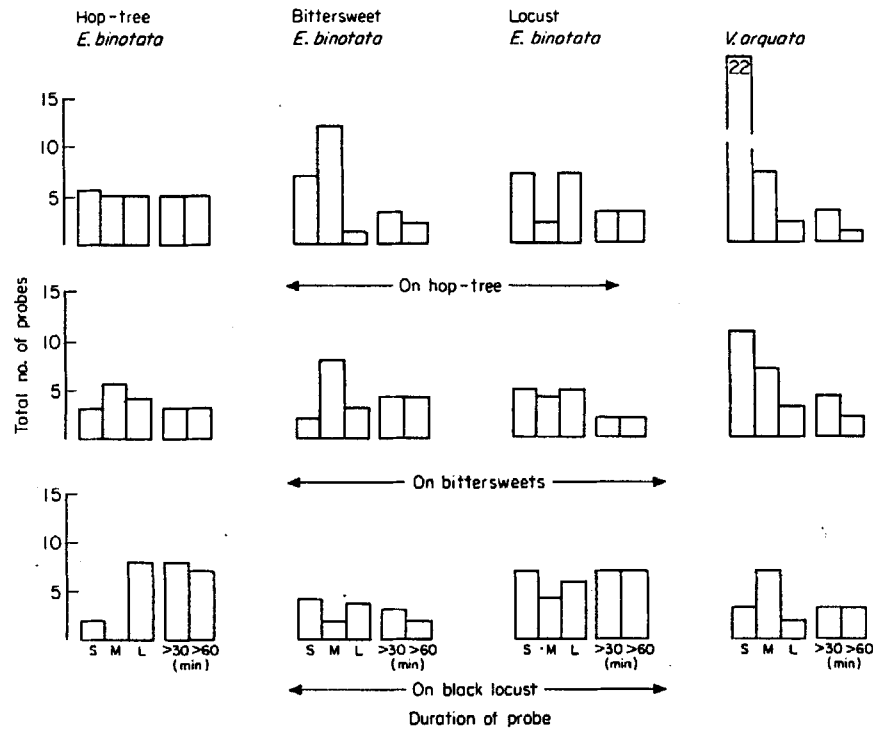 Hop-tree Bittersweet Locust
E. binotata E. binotata E. binotata V. arquata
22
15
10
5
On hop-tree
15
10
5
Total no. of probes
On bittersweets
15
10
5
S M L >30 >60 S M L >30 >60 S M L >30 >60 S M L >30 >60
(min) (min) (min) (min)
On black locust
Duration of probe